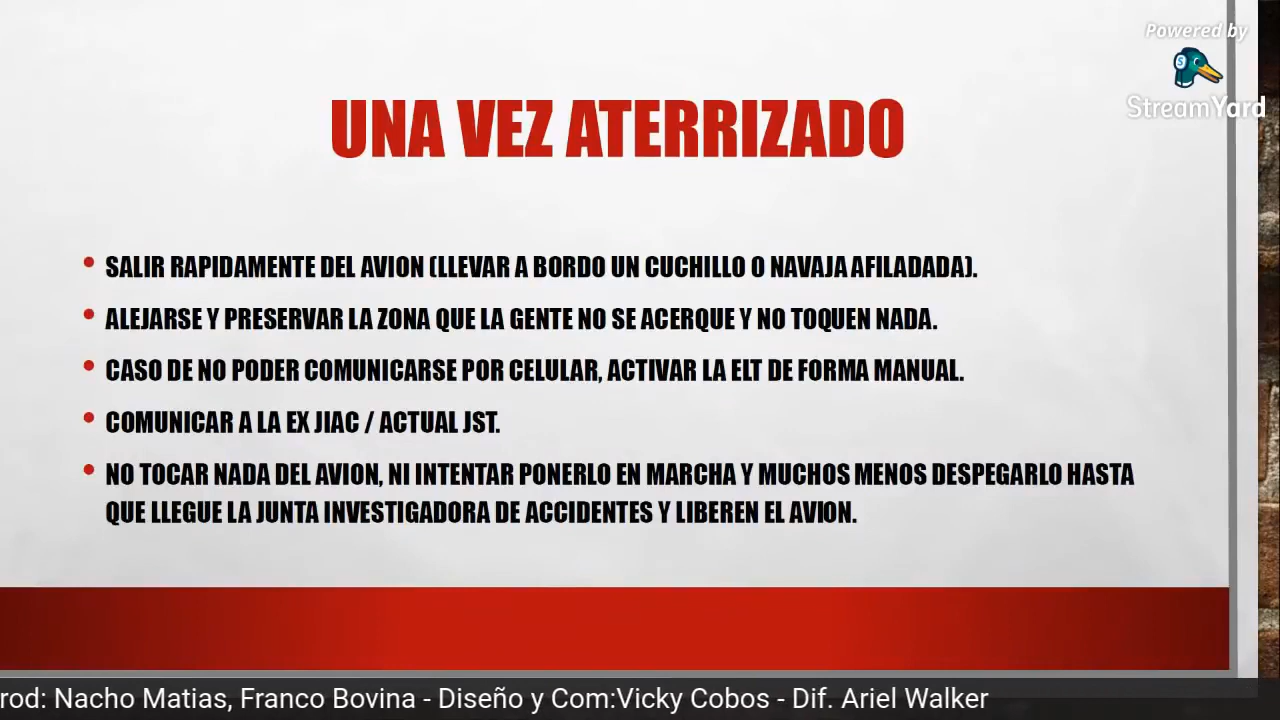 Powered by
StreamYard
UNA VEZ ATERRIZADO
• SALIR RAPIDAMENTE DEL AVION (LLEVAR A BORDO UN CUCHILLO O NAVAJA AFILADADA).
• ALEJARSE Y PRESERVAR LA ZONA QUE LA GENTE NO SE ACERQUE Y NO TOQUEN NADA.
• CASO DE NO PODER COMUNICARSE POR CELULAR, ACTIVAR LA ELT DE FORMA MANUAL.
• COMUNICAR A LA EX JIAC / ACTUAL JST.
• NO TOCAR NADA DEL AVION, NI INTENTAR PONERLO EN MARCHA Y MUCHOS MENOS DESPEGARLO HASTA
QUE LLEGUE LA JUNTA INVESTIGADORA DE ACCIDENTES Y LIBEREN EL AVION.
rod: Nacho Matias, Franco Bovina - Diseño y Com:Vicky Cobos - Dif. Ariel Walker